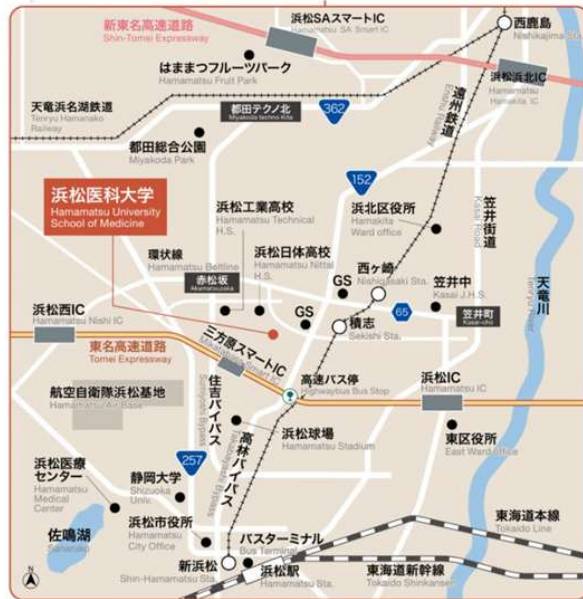 新東名高速道路
Shin-Tomei Expressway
浜松SAスマートIC
Hamamatsu SA Smart IC
西鹿島
Nishikajima Sta.
はままつフルーツパーク
Hamamatsu Fruit Park
浜松浜北IC
Hamamatsu
Hamakita IC
天竜浜名湖鉄道
Tenryu Hamanako
Railway
都田テクノ北
Miyakoda techno Kita
362
遠州鉄道
Enshu Railway
都田総合公園
Miyakoda Park
152
浜松医科大学
Hamamatsu University
School of Medicine
浜松工業高校
Hamamatsu Technical
H.S.
浜北区役所
Hamakita
Ward office
笠井街道
Kasai Road
環状線
Hamamatsu Beltline
浜松日体高校
Hamamatsu Nittai
H.S.
西ヶ崎
Nishigasaki Sta.
天竜川
Tenryu River
赤松坂
Akamatsuzaka
GS
笠井中
Kasai J.H.S.
65
笠井町
Kasai-cho
浜松西IC
Hamamatsu Nishi IC
GS
積志
Sekishi Sta.
東名高速道路
Tomei Expressway
三方原スマートIC
Mikatahara Smart IC
高速バス停
Highwaybus Bus Stop
浜松IC
Hamamatsu IC
航空自衛隊浜松基地
Hamamatsu Air Base
住吉バイパス
Sumiyoshi Bypass
高林バイパス
Takabayashi Bypass
浜松球場
Hamamatsu Stadium
東区役所
East Ward Office
257
浜松医療
センター
Hamamatsu
Medical
Center
静岡大学
Shizuoka
Univ.
佐鳴湖
Sanaruko
浜松市役所
Hamamatsu
City Office
バスターミナル
Bus Terminal
東海道本線
Tokaido Line
新浜松
Shin-Hamamatsu Sta.
浜松駅
Hamamatsu Sta.
東海道新幹線
Tokaido Shinkansen
N